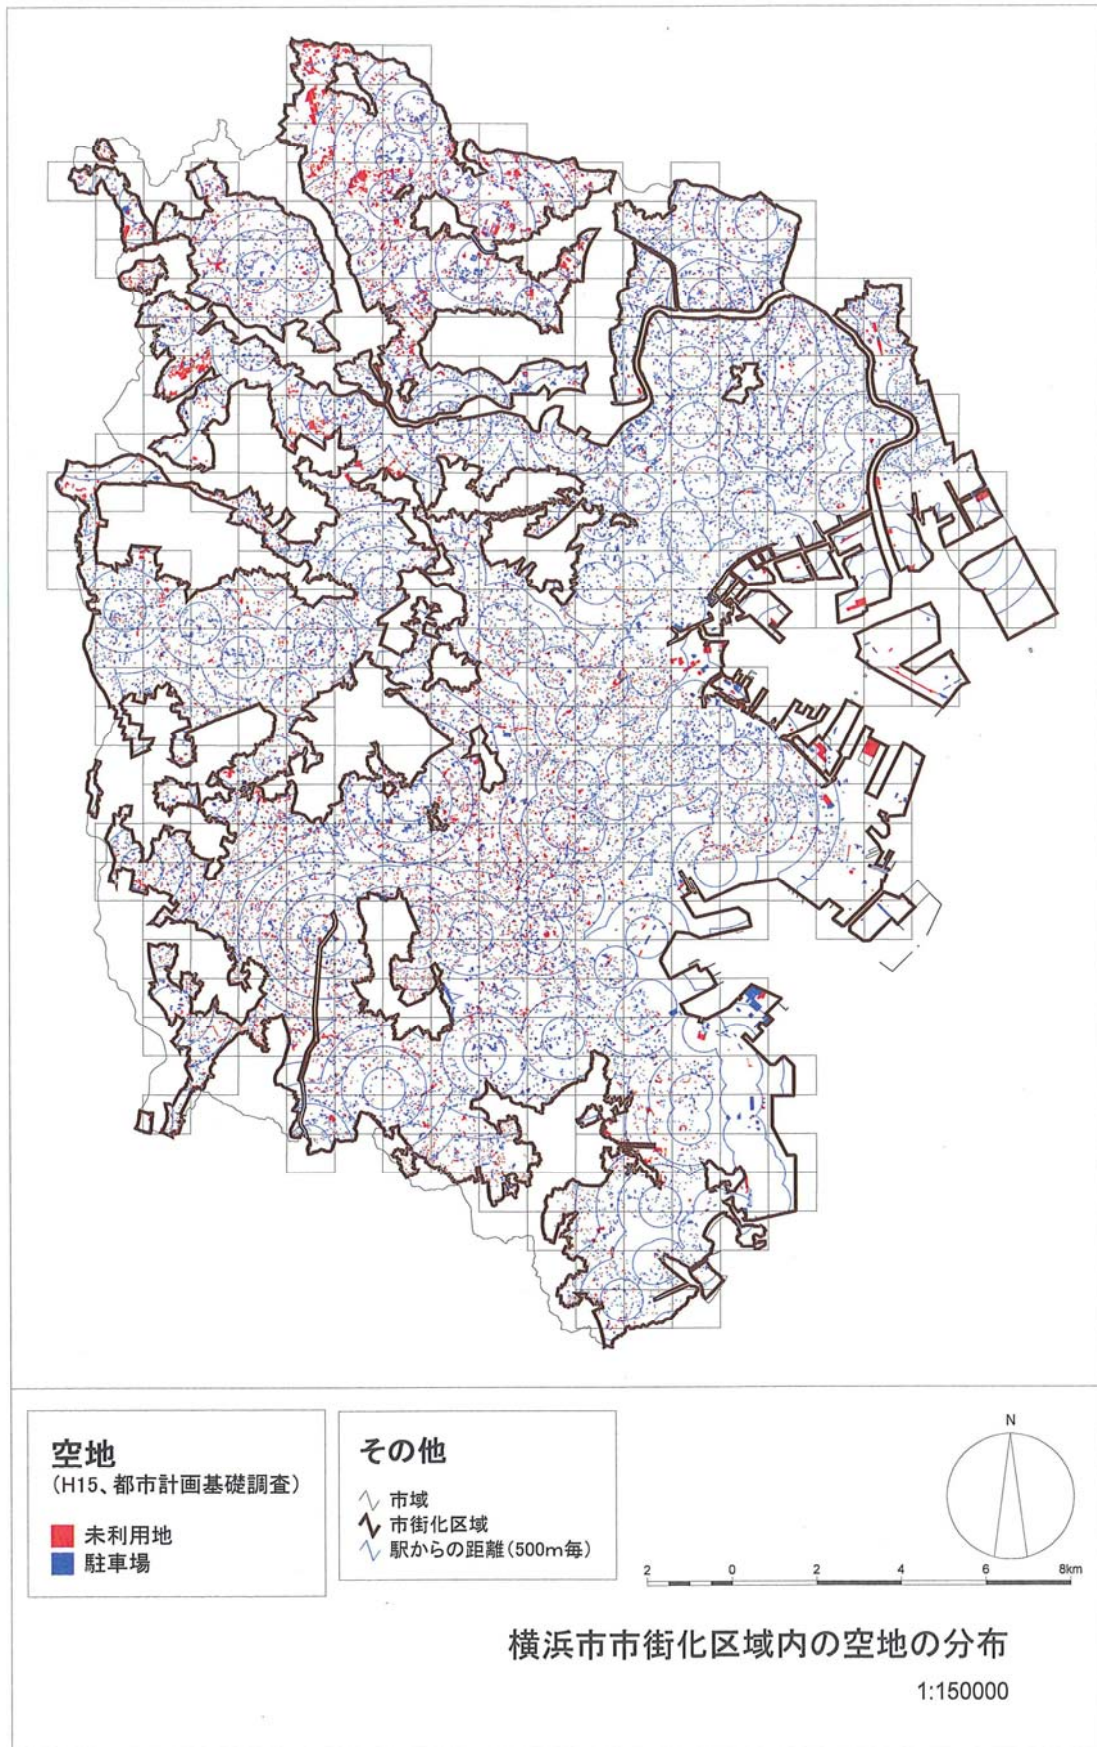 空地
(H15、都市計画基礎調査)
未利用地
駐車場
その他
市域
市街化区域
駅からの距離(500m毎)
N
2 0 2 4 6 8km
横浜市市街化区域内の空地の分布
1:150000